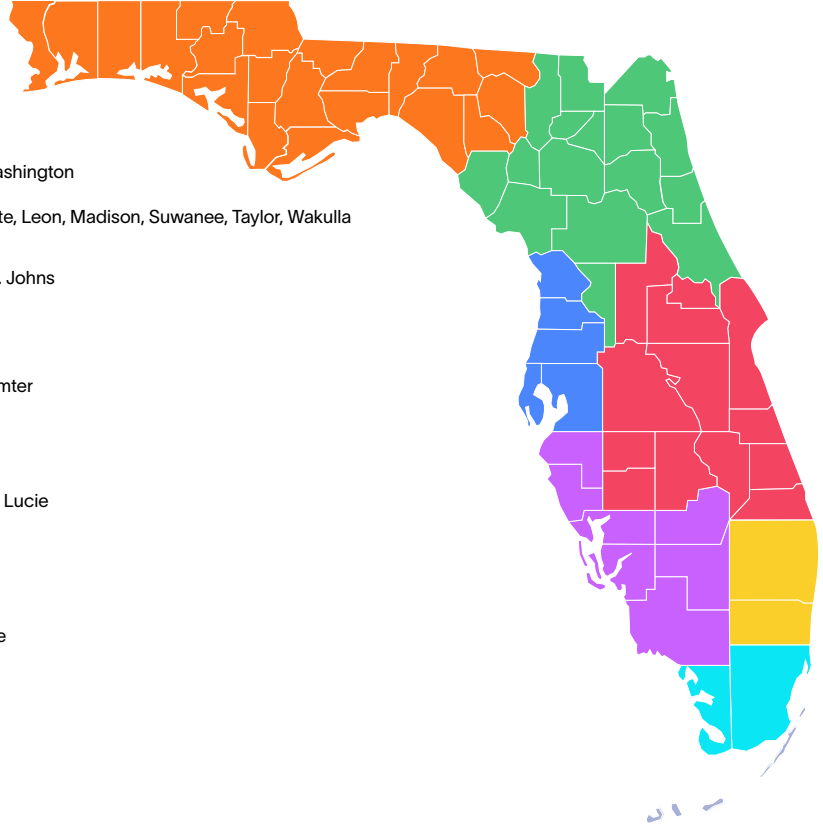 ashington
te, Leon, Madison, Suwanee, Taylor, Wakulla
. Johns
mter
Lucie
e